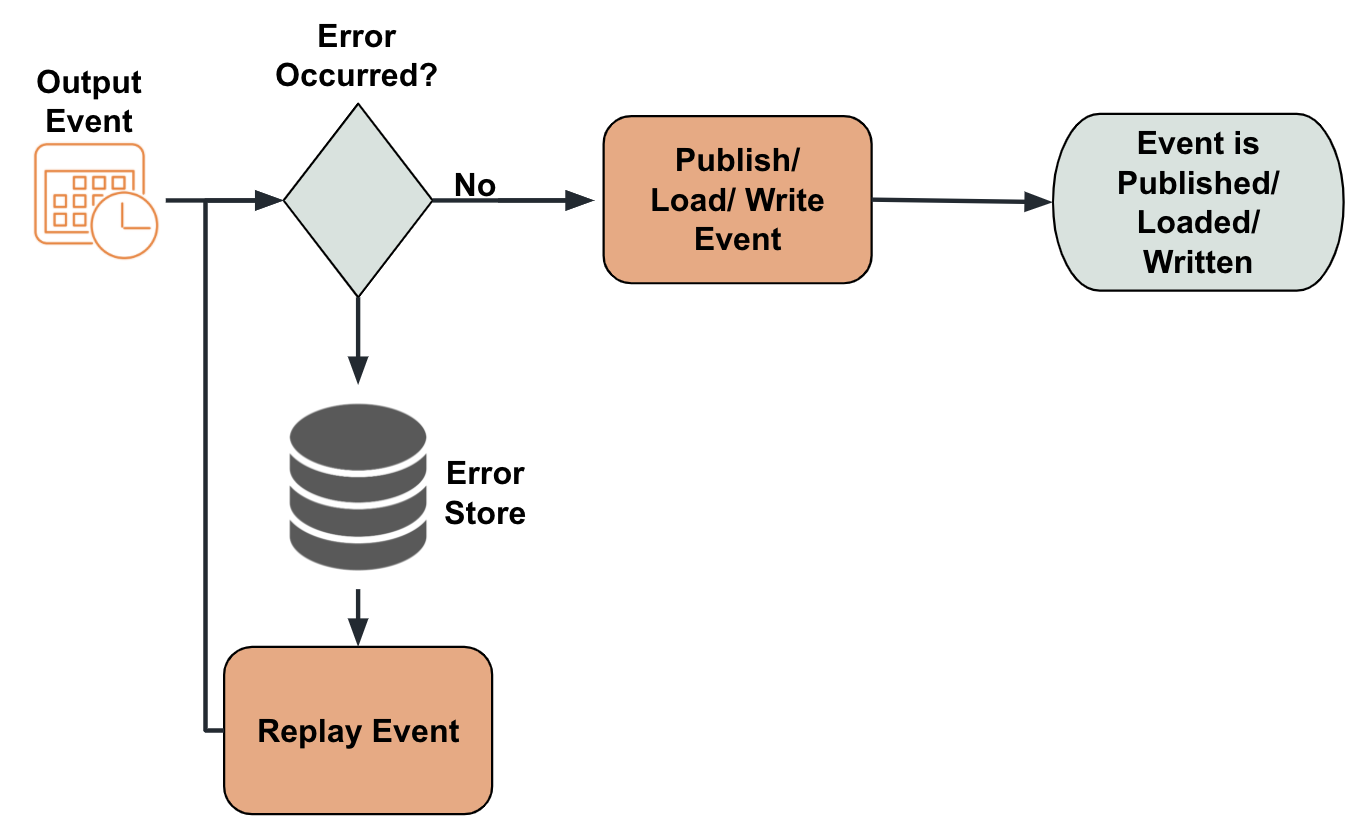 Output
Event
Error
Occurred?
No
Publish/
Load/ Write
Event
Event is
Published/
Loaded/
Written
Error
Store
Replay Event